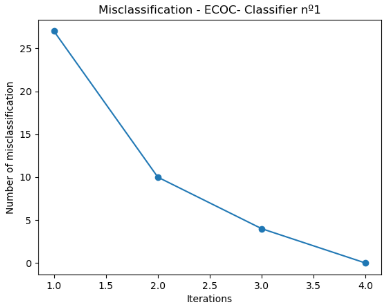 Misclassification - ECOC- Classifier nº1
25
20
15
10
5
0
Number of misclassification
1.0 1.5 2.0 2.5 3.0 3.5 4.0
Iterations